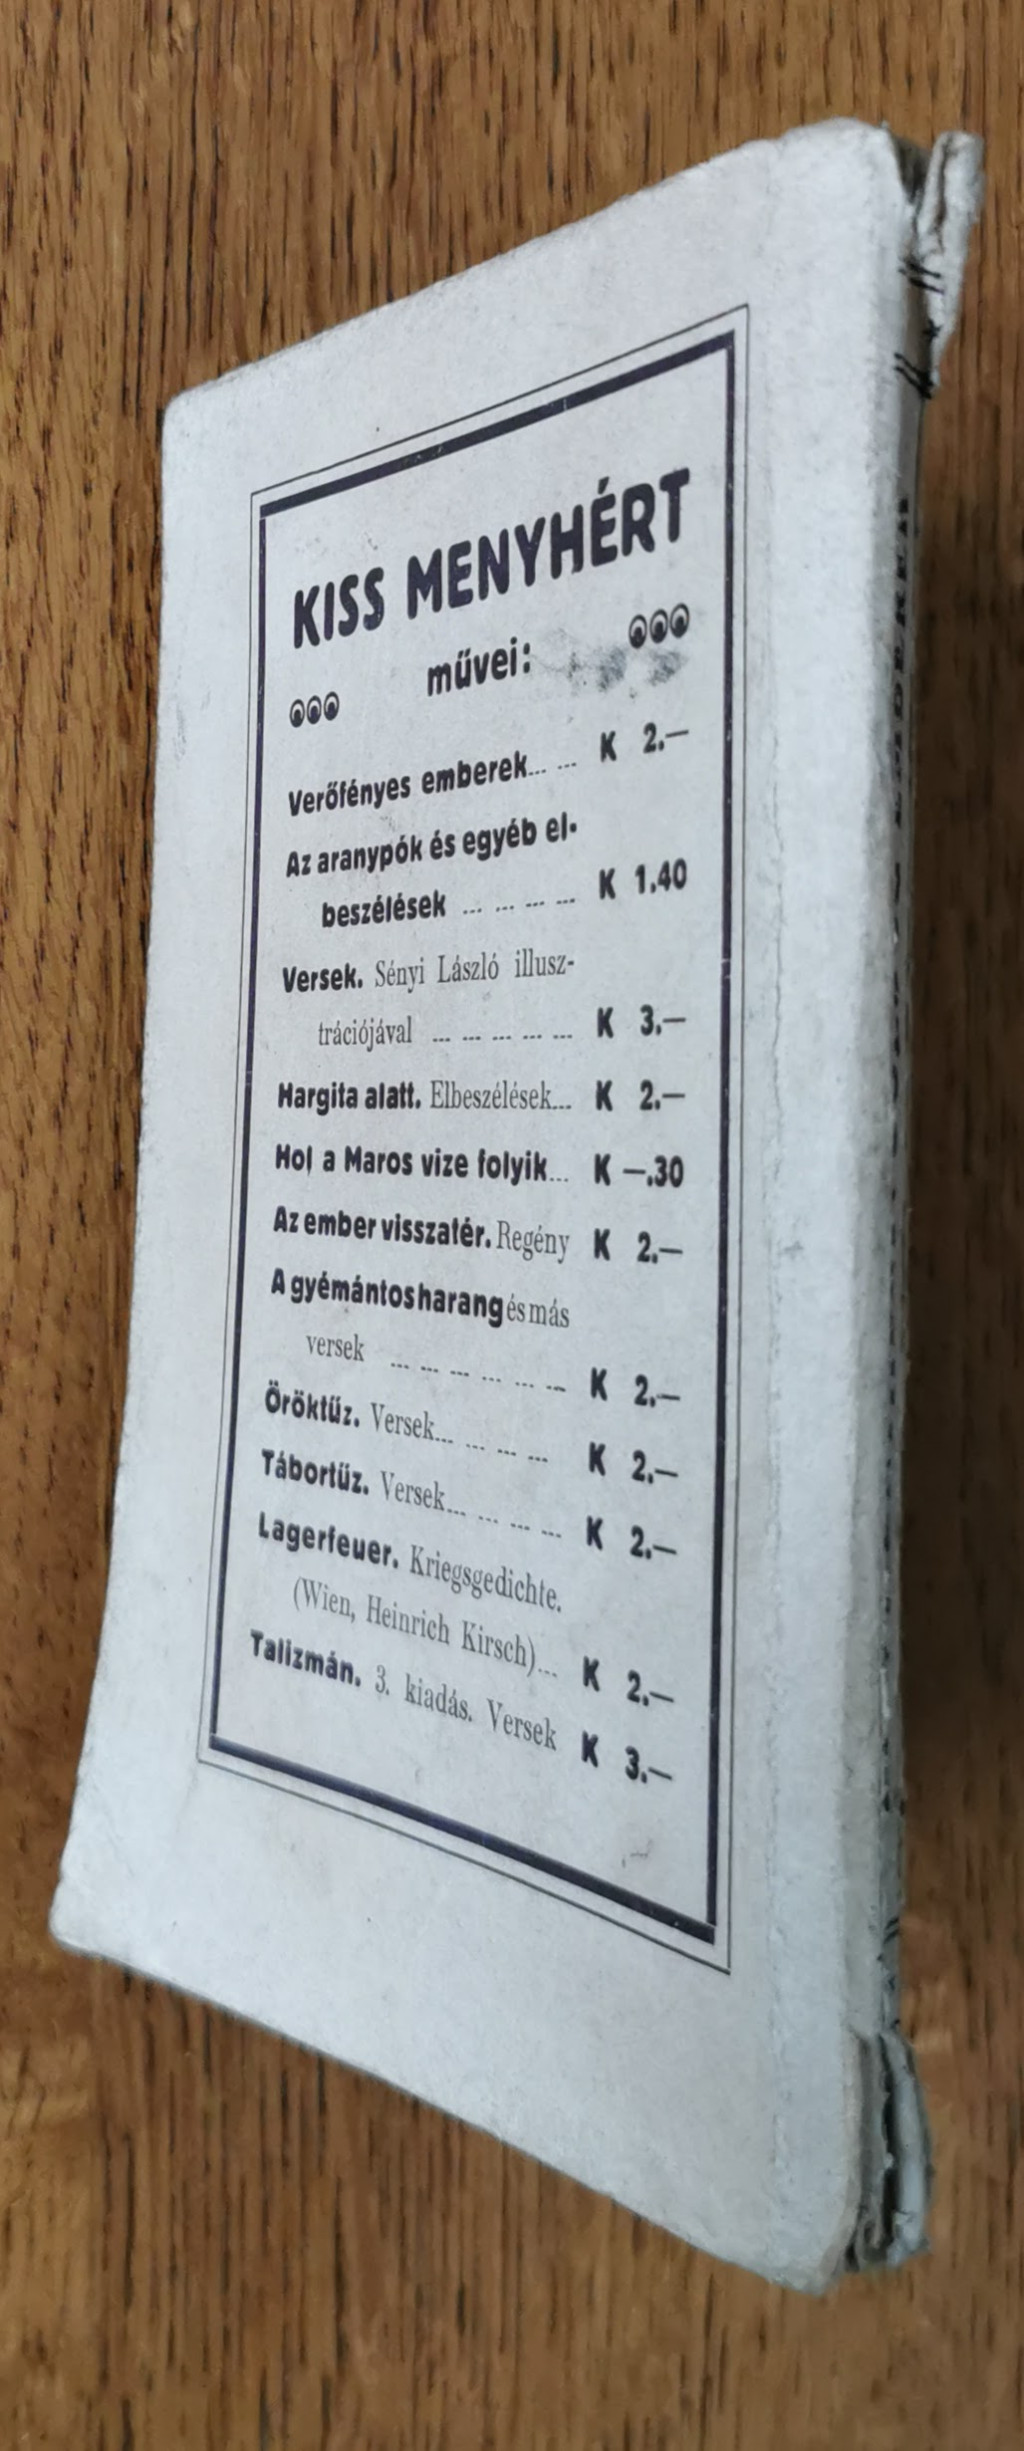 KISS MENYHÉRT
művei:
Verőfényes emberek... ... K 2.—
Az aranypók és egyéb el-
beszélések ... ... ... ... K 1.40
Versek. Sényi László illusz-
trációjával ... ... ... ... ... K 3.—
Hargita alatt. Elbeszélések... K 2.—
Hol a Maros vize folyik... K —.30
Az ember visszatér. Regény K 2.—
A gyémántos harang és más
versek ... ... ... ... ... ... K 2.—
Öröktűz. Versek... ... ... ... K 2.—
Tábortűz. Versek... ... ... ... K 2.—
Lagerfeuer. Kriegsgedichte.
(Wien, Heinrich Kirsch)... K 2.—
Talizmán. 3. kiadás. Versek K 3.—